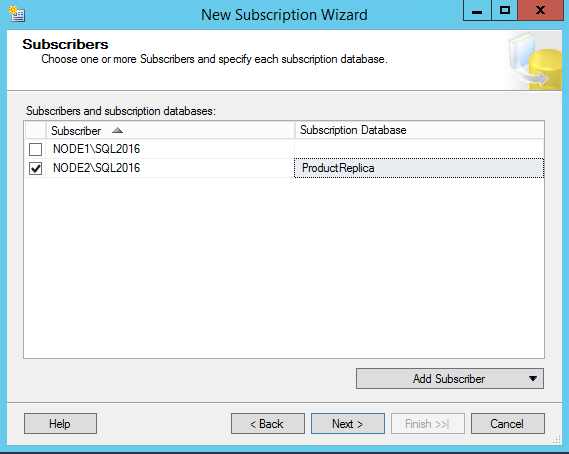 New Subscription Wizard
Subscribers
Choose one or more Subscribers and specify each subscription database.
Subscribers and subscription databases:
Subscriber Subscription Database
NODE1\SQL2016
NODE2\SQL2016 ProductReplica
Add Subscriber
Help < Back Next > Finish >>| Cancel